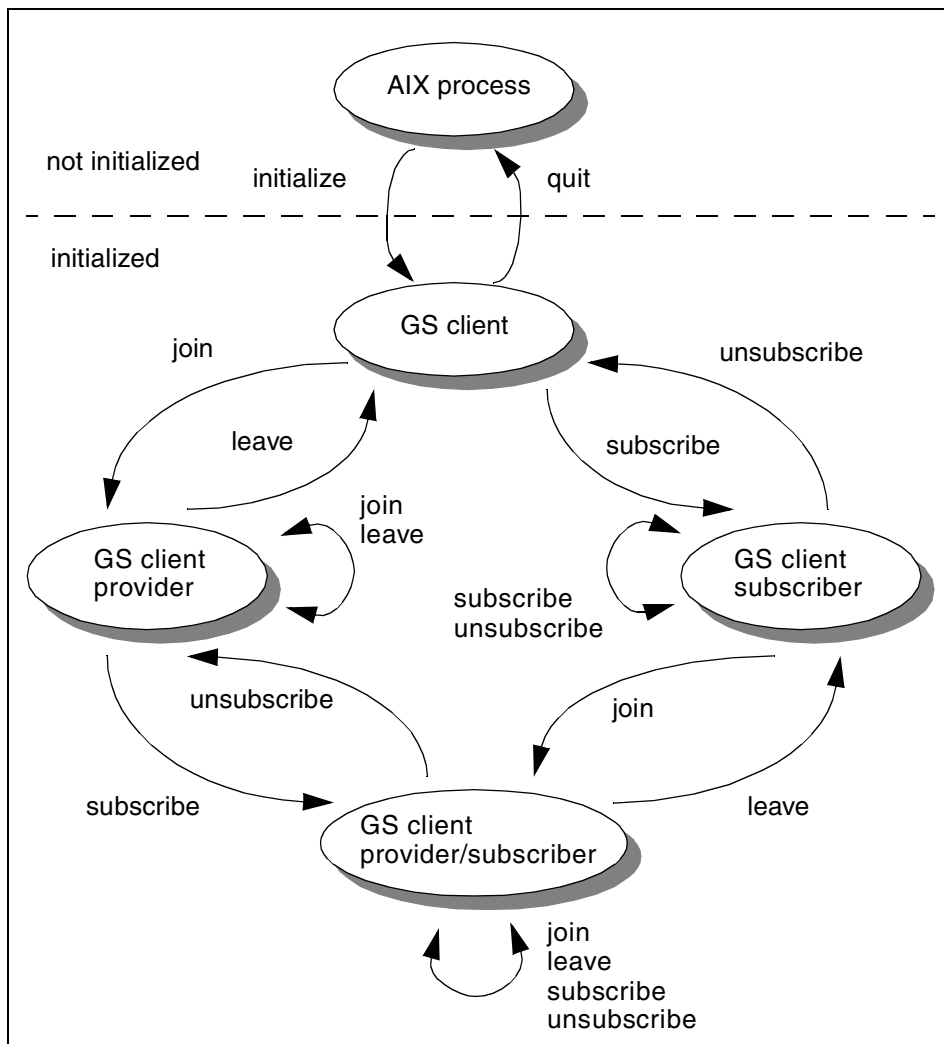 AIX process
not initialized
initialize
quit
initialized
GS client
join
unsubscribe
leave
subscribe
join
leave
GS client
provider
GS client
subscriber
subscribe
unsubscribe
unsubscribe
join
subscribe
leave
GS client
provider/subscriber
join
leave
subscribe
unsubscribe